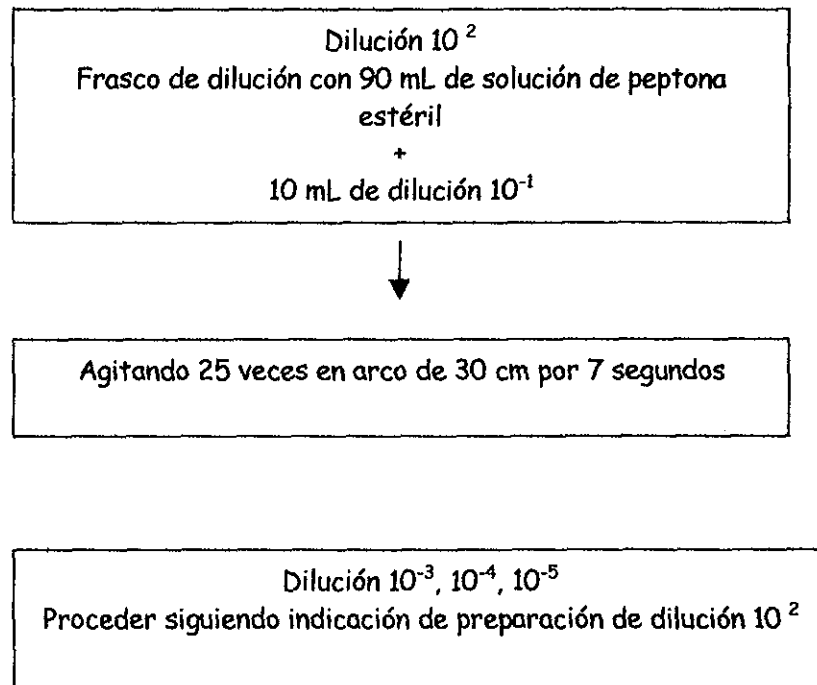 Dilución 10 ²
Frasco de dilución con 90 mL de solución de peptona
estéril
+
10 mL de dilución 10⁻¹
Agitando 25 veces en arco de 30 cm por 7 segundos
Dilución 10⁻³, 10⁻⁴, 10⁻⁵
Proceder siguiendo indicación de preparación de dilución 10 ²